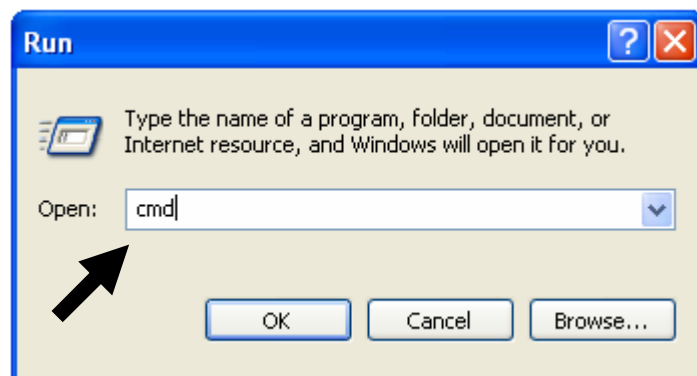 Run
Type the name of a program, folder, document, or
Internet resource, and Windows will open it for you.
Open: cmd
OK Cancel Browse...